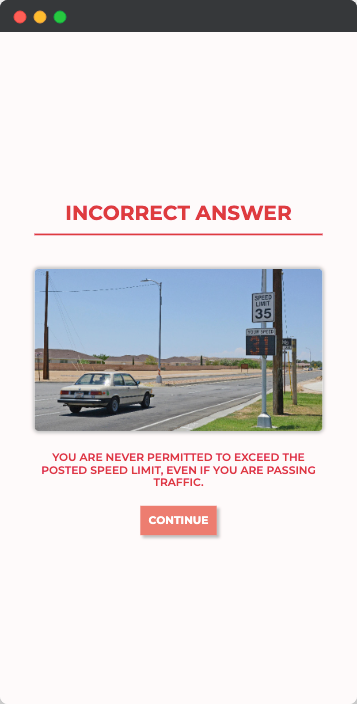 INCORRECT ANSWER
SPEED
LIMIT
35
YOUR SPEED
YOU ARE NEVER PERMITTED TO EXCEED THE
POSTED SPEED LIMIT, EVEN IF YOU ARE PASSING
TRAFFIC.
CONTINUE